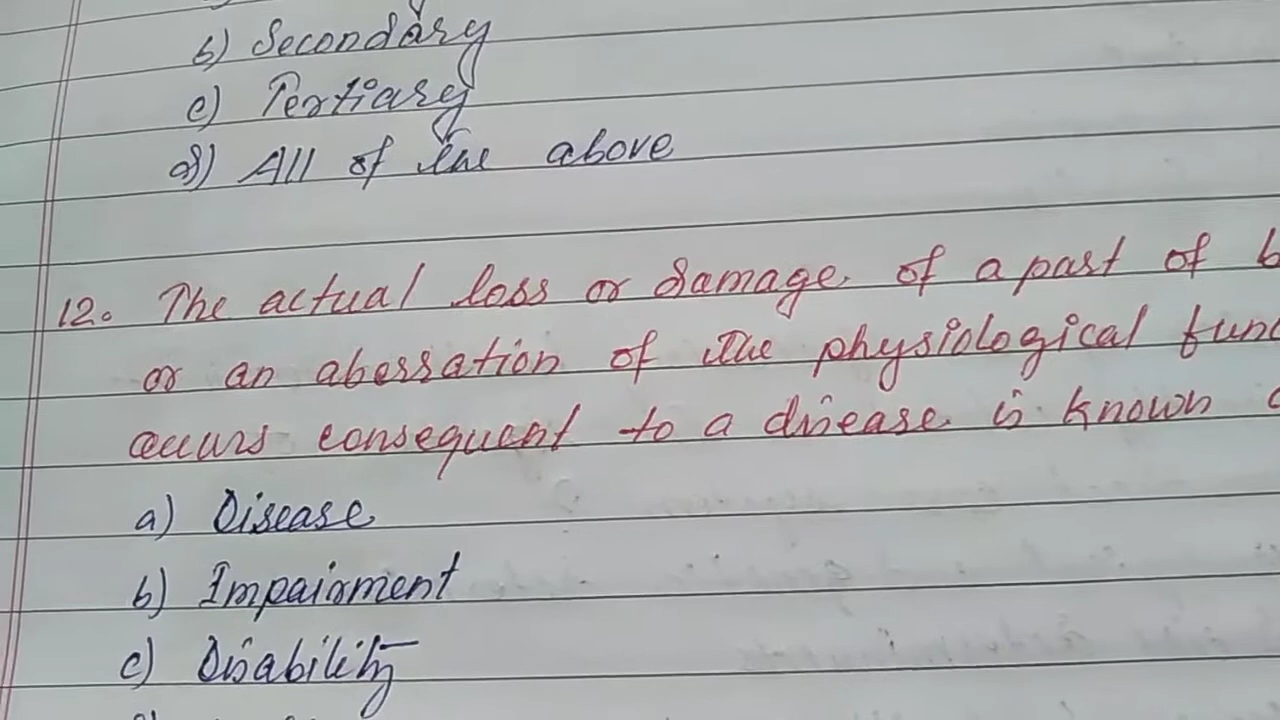 b) Secondary
c) Tertiary
d) All of the above
12. The actual loss or damage of a part of b
or an aberration of the physiological func
occurs consequent to a disease is known a
a) Disease
b) Impairment
c) Disability